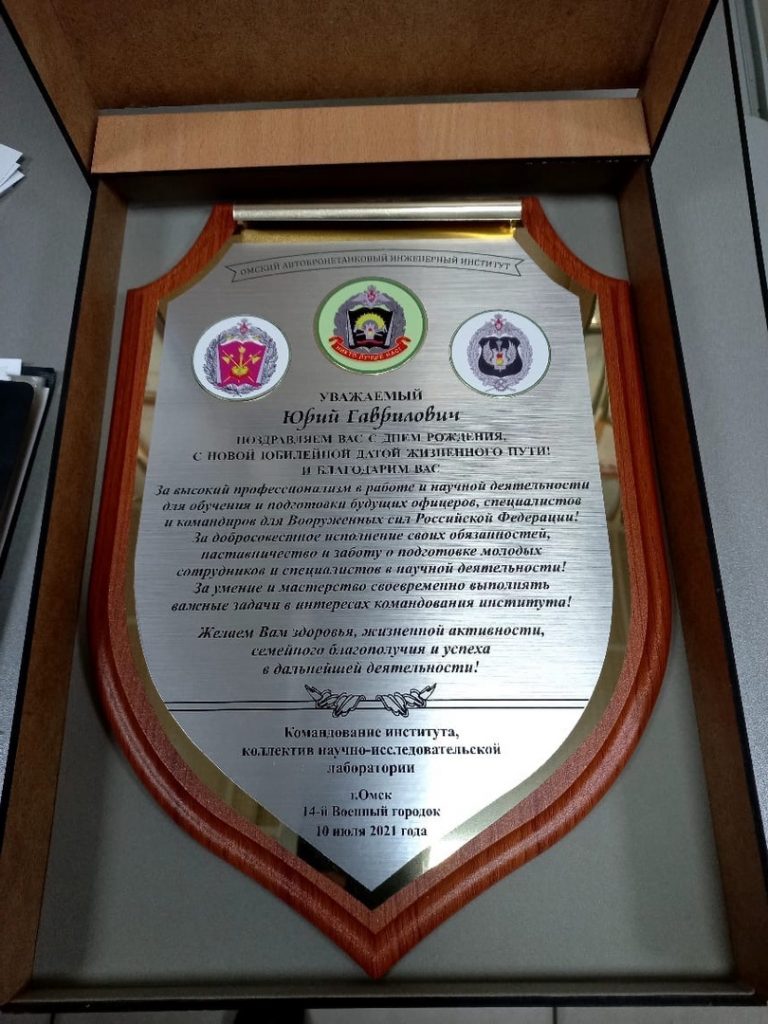 ОМСКИЙ АВТОБРОНЕТАНКОВЫЙ ИНЖЕНЕРНЫЙ ИНСТИТУТ
НИКТО ЛУЧШЕ НАС!
УВАЖАЕМЫЙ
Юрий Гаврилович
ПОЗДРАВЛЯЕМ ВАС С ДНЕМ РОЖДЕНИЯ,
С НОВОЙ ЮБИЛЕЙНОЙ ДАТОЙ ЖИЗНЕННОГО ПУТИ!
И БЛАГОДАРИМ ВАС
За высокий профессионализм в работе и научной деятельности
для обучения и подготовки будущих офицеров, специалистов
и командиров для Вооруженных сил Российской Федерации!
За добросовестное исполнение своих обязанностей,
наставничество и заботу о подготовке молодых
сотрудников и специалистов в научной деятельности!
За умение и мастерство своевременно выполнять
важные задачи в интересах командования института!
Желаем Вам здоровья, жизненной активности,
семейного благополучия и успеха
в дальнейшей деятельности!
Командование института,
коллектив научно-исследовательской
лаборатории
г.Омск
14-й Военный городок
10 июля 2021 года